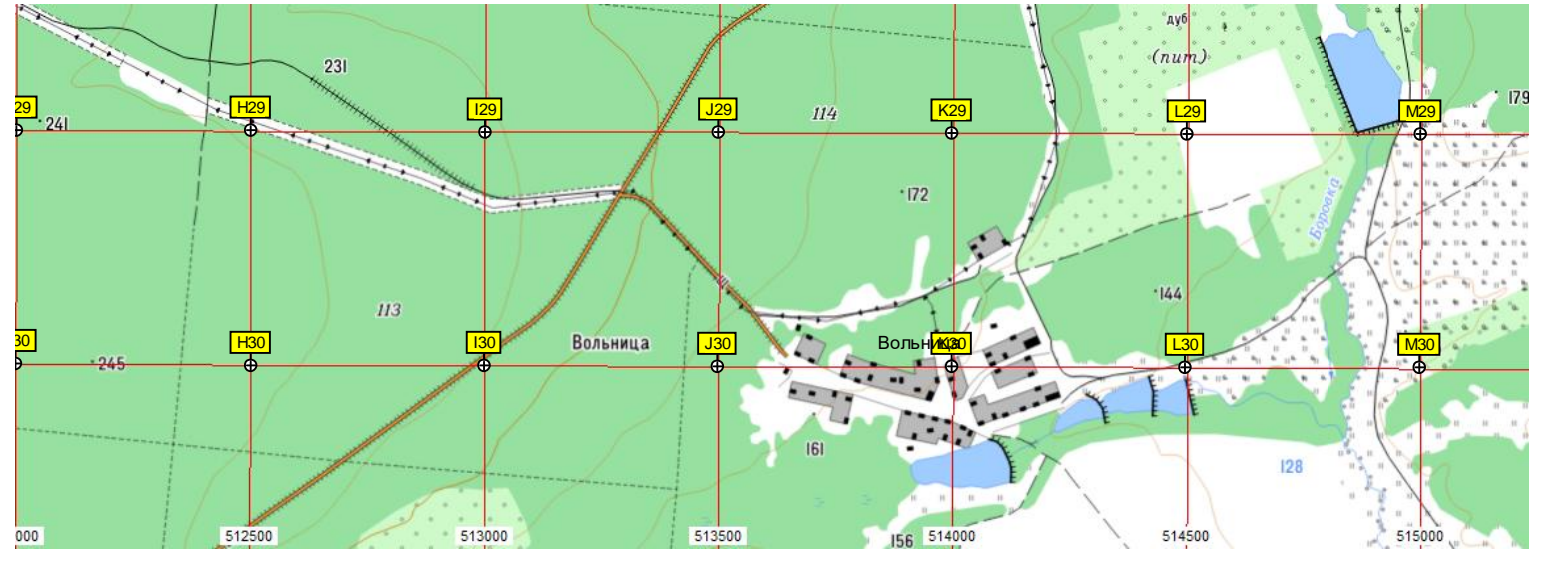 дуб
(пит)
231
179
29
H29
I29
J29
K29
L29
M29
241
114
172
Боровка
144
113
Вольница
Вольница
30
H30
I30
J30
K30
L30
M30
245
161
128
156
000
512500
513000
513500
514000
514500
515000